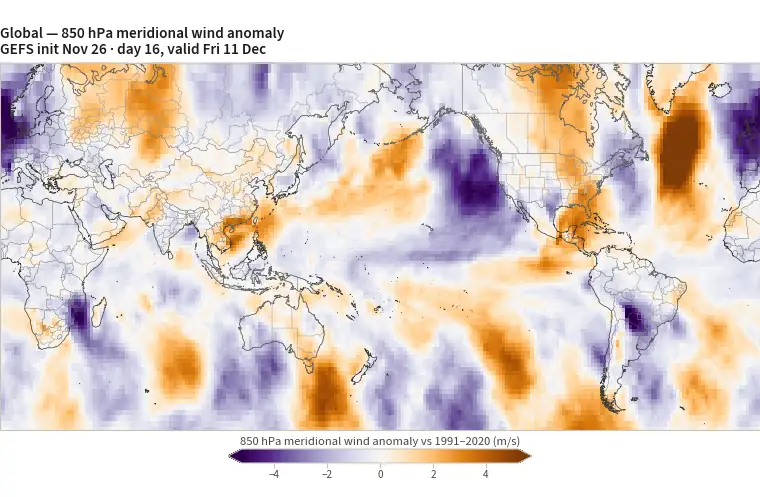 Global — 850 hPa meridional wind anomaly
GEFS init Nov 26 · day 16, valid Fri 11 Dec
850 hPa meridional wind anomaly vs 1991–2020 (m/s)
−4 −2 0 2 4